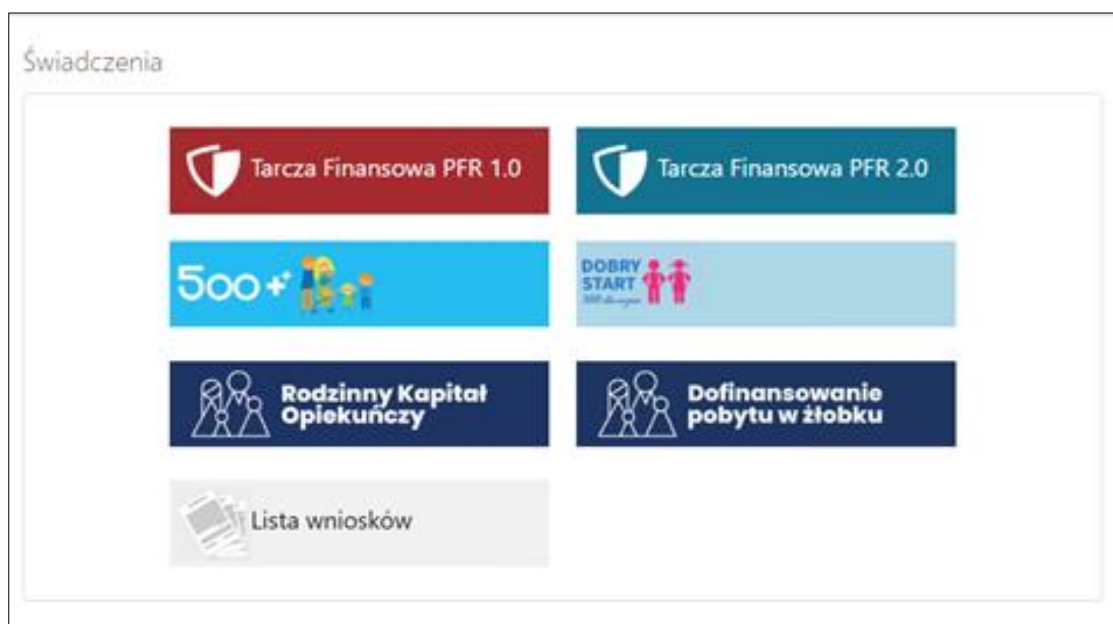 Świadczenia
Tarcza Finansowa PFR 1.0
Tarcza Finansowa PFR 2.0
500+
DOBRY
START
Rodzinny Kapitał
Opiekuńczy
Dofinansowanie
pobytu w żłobku
Lista wniosków